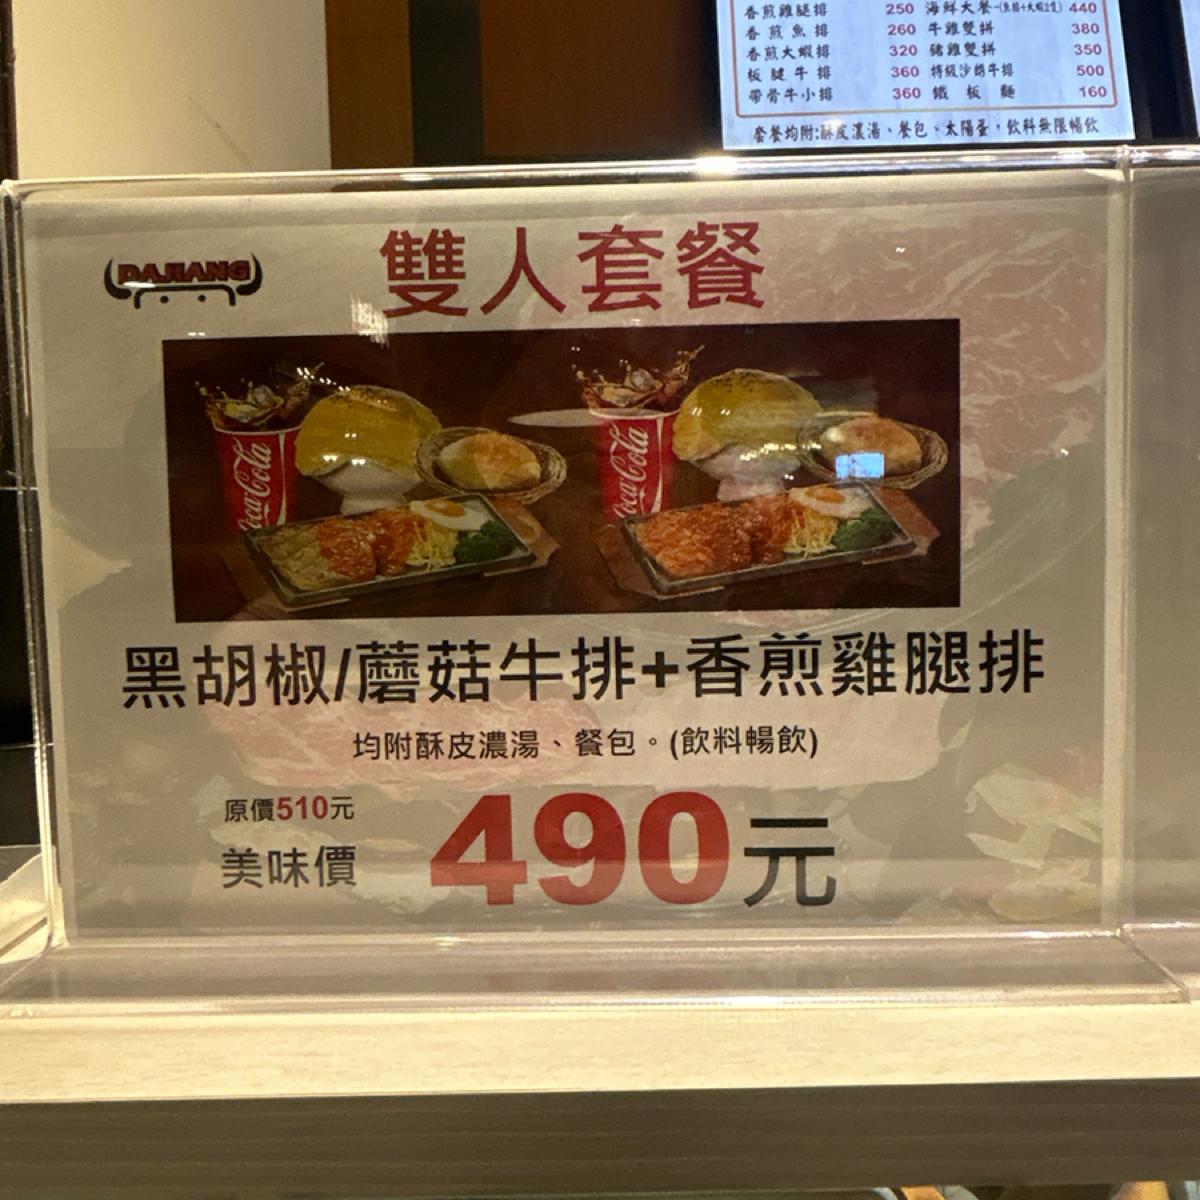 香煎雞腿排 250 海鮮大餐-(魚排+大蝦2隻) 440
香煎魚排 260 牛雞雙拼 380
香煎大蝦排 320 豬雞雙拼 350
板腱牛排 360 特級沙朗牛排 500
帶骨牛小排 360 鐵板麵 160
套餐均附:酥皮濃湯、餐包、太陽蛋,飲料無限暢飲
DAJIANG
雙人套餐
Coca-Cola
Coca-Cola
黑胡椒/蘑菇牛排+香煎雞腿排
均附酥皮濃湯、餐包。(飲料暢飲)
原價510元
美味價 490元